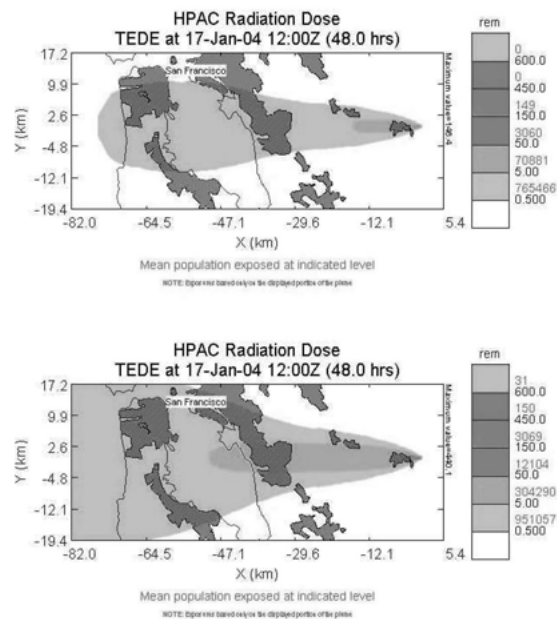 HPAC Radiation Dose
TEDE at 17-Jan-04 12:00Z (48.0 hrs)
rem
17.2
9.9
2.6
-4.8
-12.1
-19.4
Y (km)
San Francisco
-82.0 -64.5 -47.1 -29.4 -12.1 5.4
X (km)
0
600.0
0
450.0
149
150.0
3060
50.0
70881
5.00
765466
0.500
Mean population exposed at indicated level
HPAC Radiation Dose
TEDE at 17-Jan-04 12:00Z (48.0 hrs)
rem
17.2
9.9
2.6
-4.8
-12.1
-19.4
Y (km)
San Francisco
-82.0 -64.5 -47.1 -29.4 -12.1 5.4
X (km)
31
600.0
150
450.0
3069
150.0
12104
50.0
304290
5.00
951057
0.500
Mean population exposed at indicated level